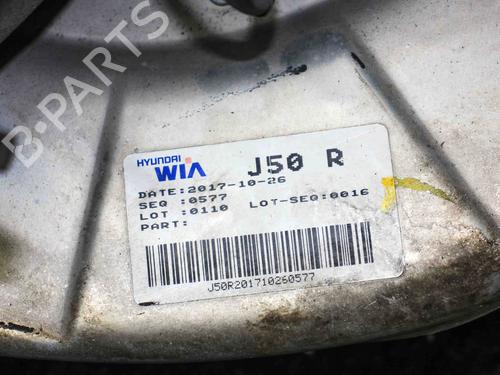 B-PARTS
HYUNDAI
WIA J50 R
DATE:2017-10-26
SEQ :0577
LOT :0110 LOT-SEQ:0016
PART:
J50R201710260577